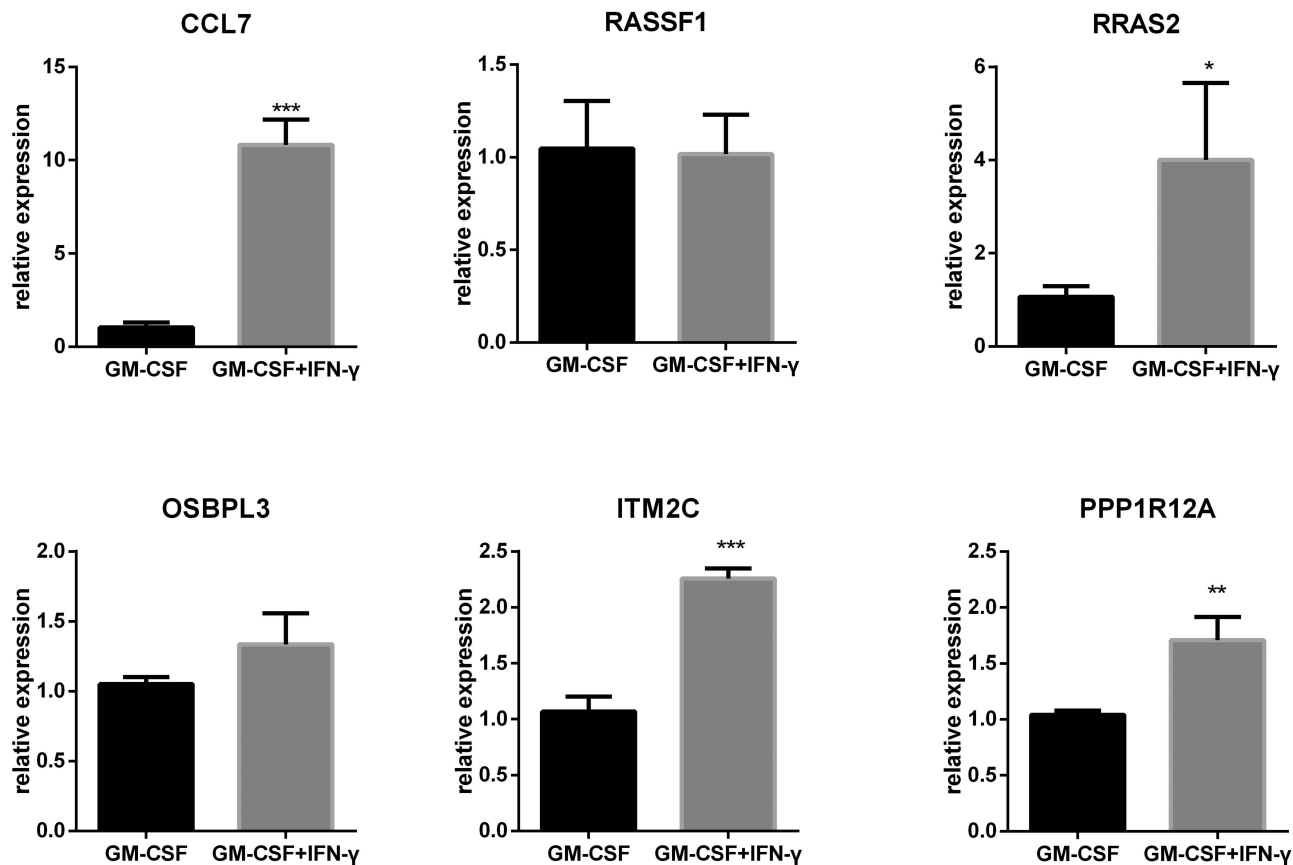 CCL7
15
10
5
0
relative expression
***
GM-CSF
GM-CSF+IFN-γ
RASSF1
1.5
1.0
0.5
0.0
relative expression
GM-CSF
GM-CSF+IFN-γ
RRAS2
6
4
2
0
relative expression
*
GM-CSF
GM-CSF+IFN-γ
OSBPL3
2.0
1.5
1.0
0.5
0.0
relative expression
GM-CSF
GM-CSF+IFN-γ
ITM2C
2.5
2.0
1.5
1.0
0.5
0.0
relative expression
***
GM-CSF
GM-CSF+IFN-γ
PPP1R12A
2.5
2.0
1.5
1.0
0.5
0.0
relative expression
**
GM-CSF
GM-CSF+IFN-γ